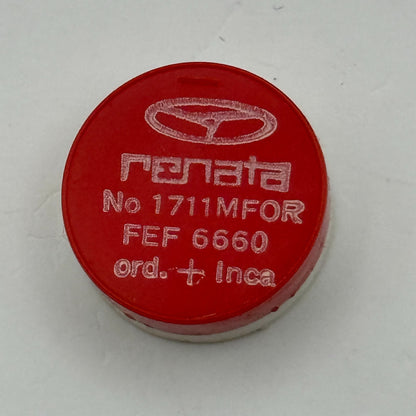 renata
No 1711MFOR
FEF 6660
ord. + Inca